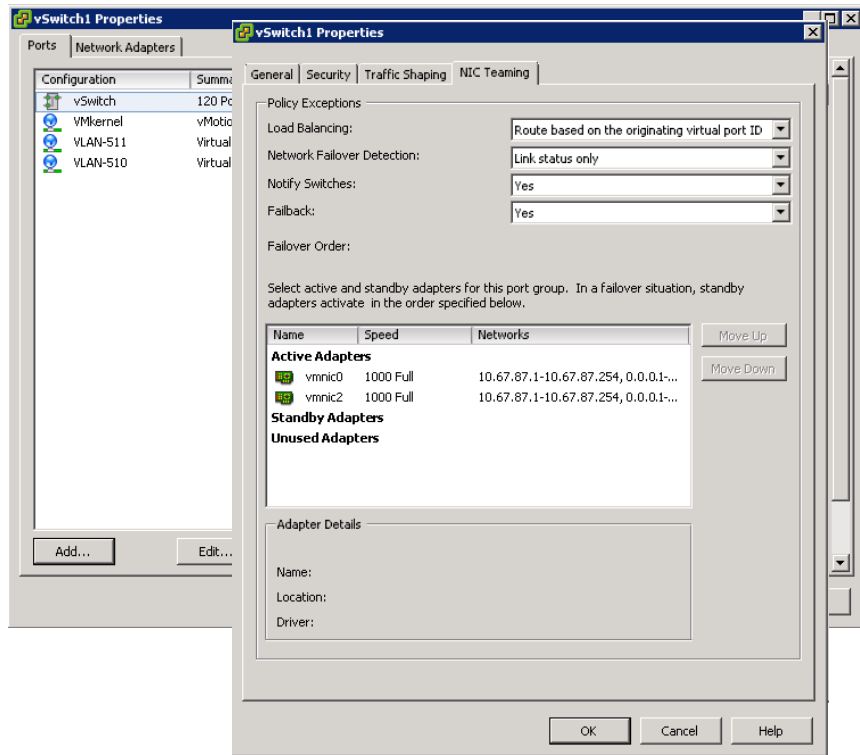 vSwitch1 Properties
Ports Network Adapters
Configuration Summa
vSwitch 120 Po
VMkernel vMotio
VLAN-511 Virtual
VLAN-510 Virtual
Add... Edit...
vSwitch1 Properties
General Security Traffic Shaping NIC Teaming
Policy Exceptions
Load Balancing: Route based on the originating virtual port ID
Network Failover Detection: Link status only
Notify Switches: Yes
Failback: Yes
Failover Order:
Select active and standby adapters for this port group. In a failover situation, standby
adapters activate in the order specified below.
Name Speed Networks
Active Adapters
vmnic0 1000 Full 10.67.87.1-10.67.87.254, 0.0.0.1-...
vmnic2 1000 Full 10.67.87.1-10.67.87.254, 0.0.0.1-...
Standby Adapters
Unused Adapters
Move Up
Move Down
Adapter Details
Name:
Location:
Driver:
OK Cancel Help